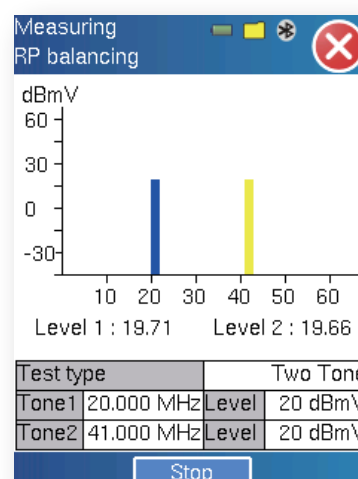 Measuring
RP balancing
dBmV
60
30
0
-30
10 20 30 40 50 60
Level 1 : 19.71 Level 2 : 19.66
Test type Two Tone
Tone1 20.000 MHz Level 20 dBmV
Tone2 41.000 MHz Level 20 dBmV
Stop